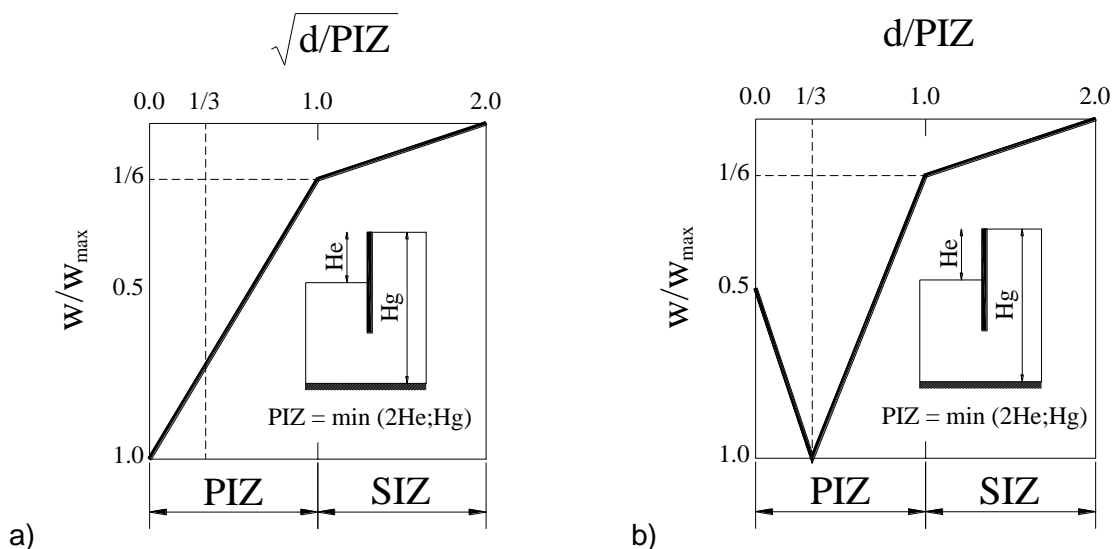 √d/PIZ
0.0 1/3 1.0 2.0
1/6
0.5
1.0
w/wmax
He
Hg
PIZ = min (2He;Hg)
PIZ SIZ
a)
d/PIZ
0.0 1/3 1.0 2.0
1/6
0.5
1.0
w/wmax
He
Hg
PIZ = min (2He;Hg)
PIZ SIZ
b)